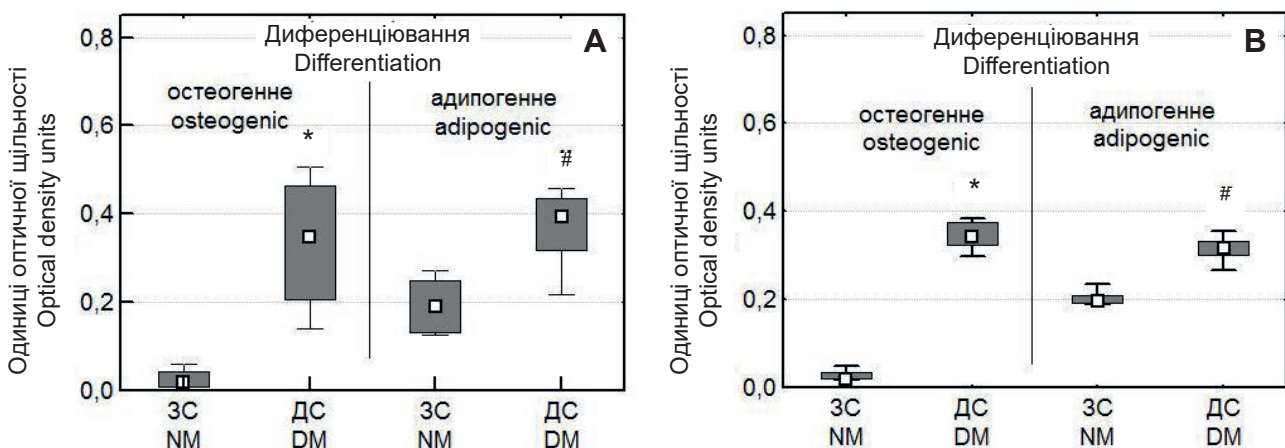 Одиниці оптичної щільності
Optical density units
0,8
0,6
0,4
0,2
0,0
Диференціювання
Differentiation
A
остеогенне
osteogenic
*
адипогенне
adipogenic
#
ЗС
NM
ДС
DM
ЗС
NM
ДС
DM
Одиниці оптичної щільності
Optical density units
0,8
0,6
0,4
0,2
0,0
Диференціювання
Differentiation
B
остеогенне
osteogenic
*
адипогенне
adipogenic
#
ЗС
NM
ДС
DM
ЗС
NM
ДС
DM